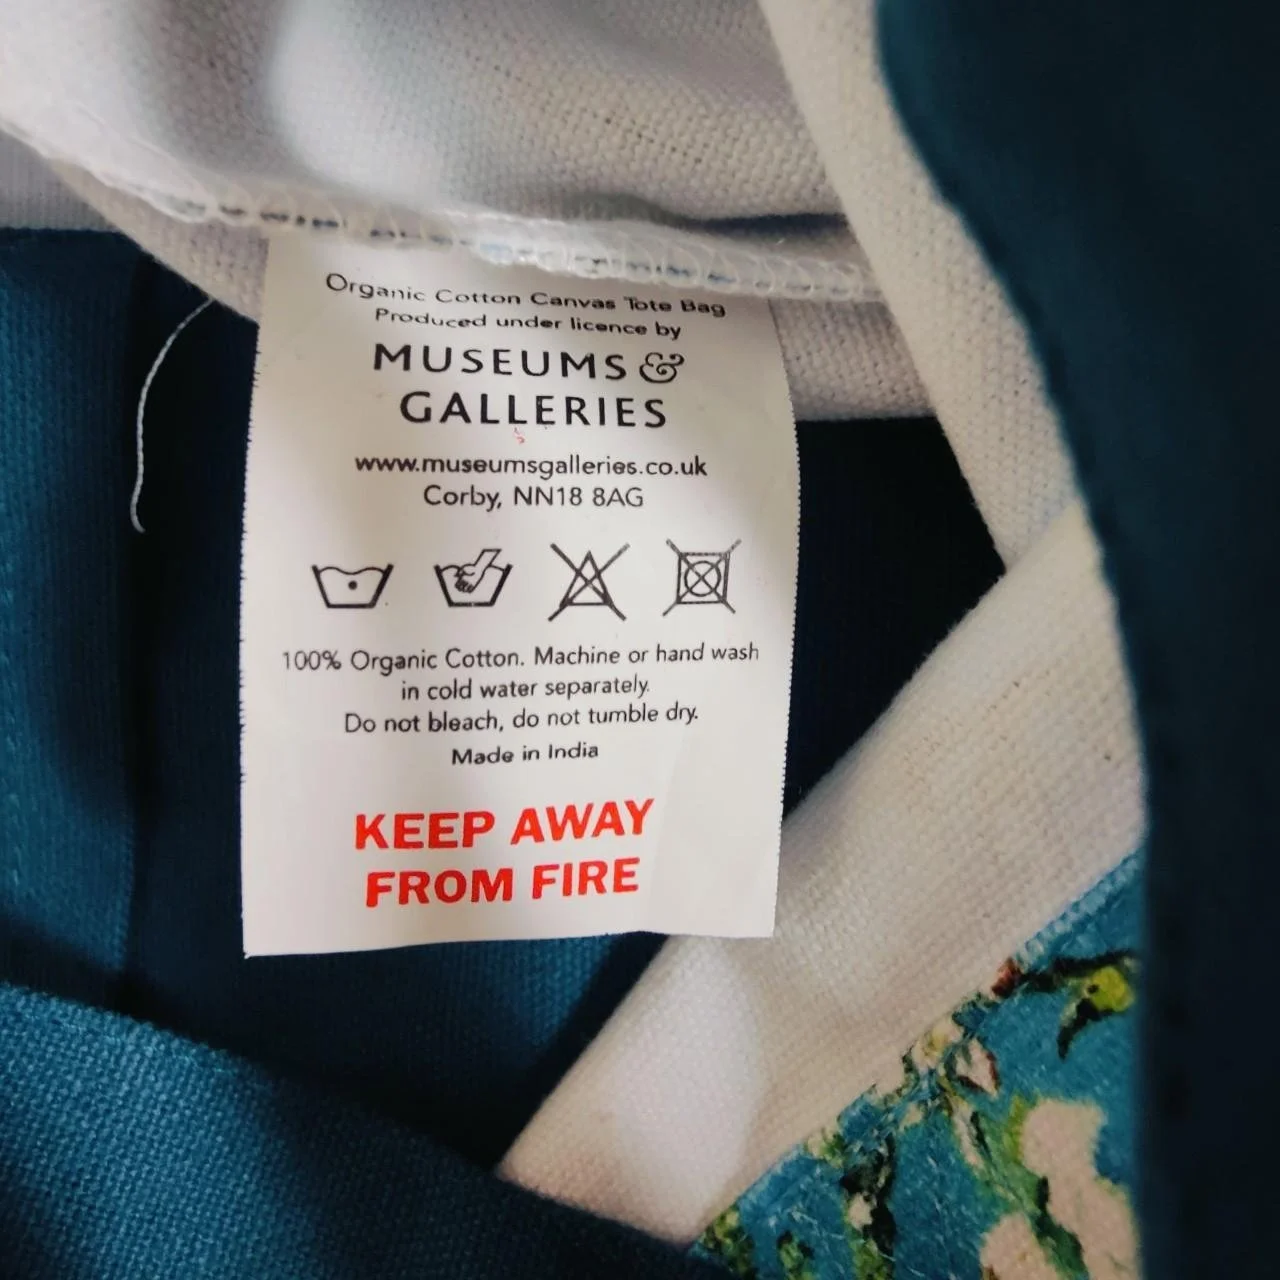 Organic Cotton Canvas Tote Bag
Produced under licence by
MUSEUMS &
GALLERIES
www.museumsgalleries.co.uk
Corby, NN18 8AG
100% Organic Cotton. Machine or hand wash
in cold water separately.
Do not bleach, do not tumble dry.
Made in India
KEEP AWAY
FROM FIRE